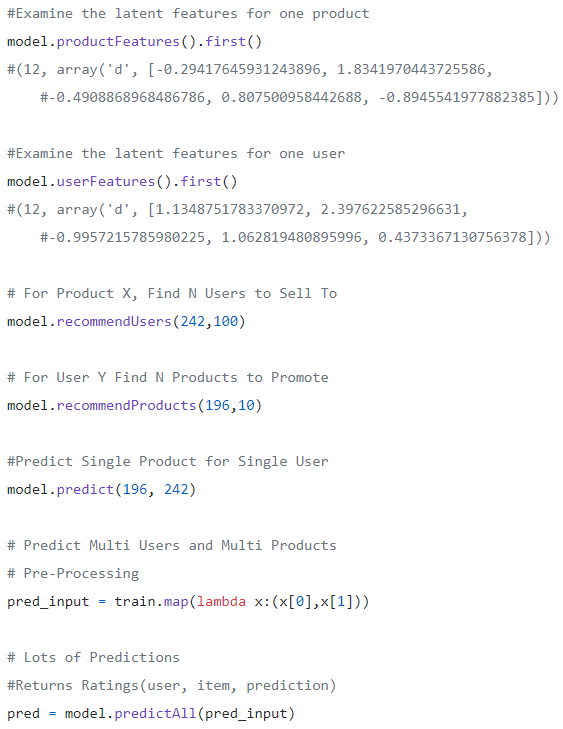 #Examine the latent features for one product
model.productFeatures().first()
#(12, array('d', [-0.29417645931243896, 1.8341970443725586,
    #-0.4908868968486786, 0.807500958442688, -0.8945541977882385]))

#Examine the latent features for one user
model.userFeatures().first()
#(12, array('d', [1.1348751783370972, 2.397622585296631,
    #-0.9957215785980225, 1.062819480895996, 0.4373367130756378]))

# For Product X, Find N Users to Sell To
model.recommendUsers(242,100)

# For User Y Find N Products to Promote
model.recommendProducts(196,10)

#Predict Single Product for Single User
model.predict(196, 242)

# Predict Multi Users and Multi Products
# Pre-Processing
pred_input = train.map(lambda x:(x[0],x[1]))

# Lots of Predictions
#Returns Ratings(user, item, prediction)
pred = model.predictAll(pred_input)